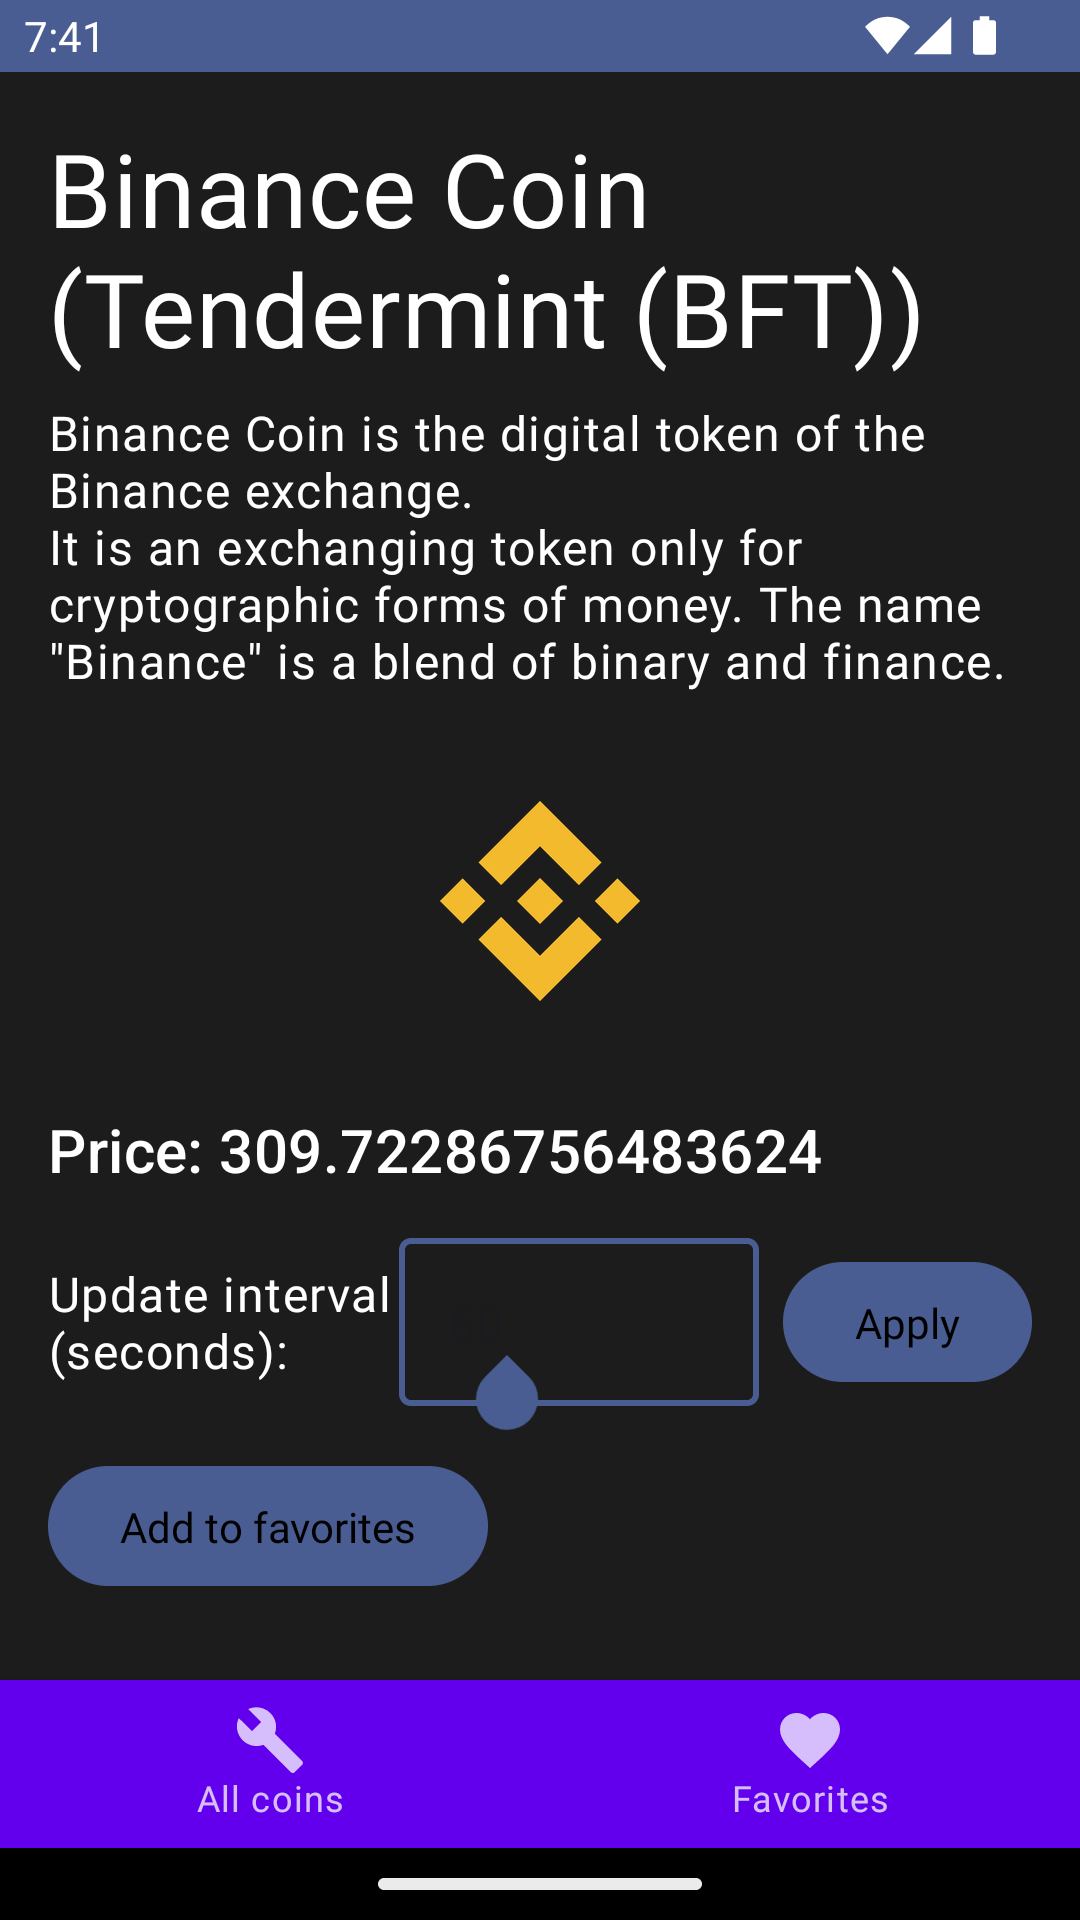 7:41
Binance Coin
(Tendermint (BFT))
Binance Coin is the digital token of the
Binance exchange.
It is an exchanging token only for
cryptographic forms of money. The name
"Binance" is a blend of binary and finance.
Price: 309.72286756483624
Update interval
(seconds):
Apply
Add to favorites
All coins
Favorites